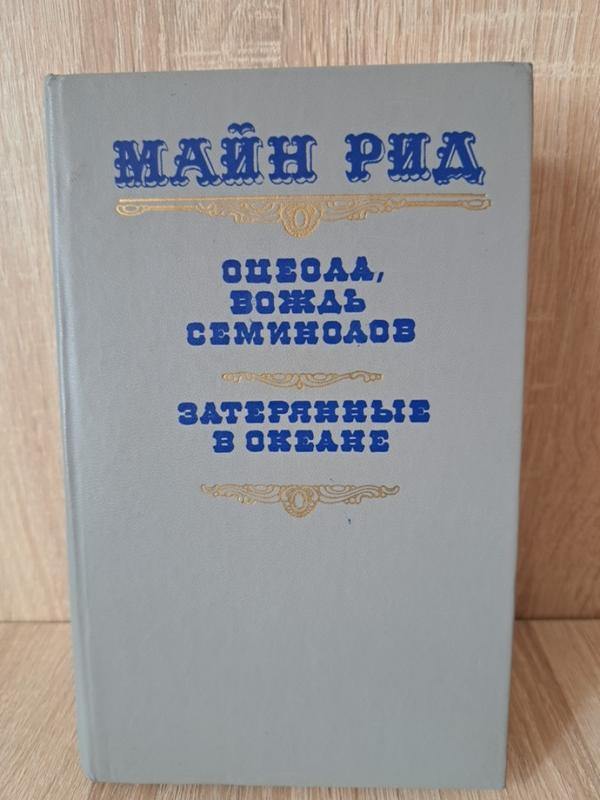 МАЙН РИД
ОЦЕОЛА,
ВОЖДЬ
СЕМИНОЛОВ
ЗАТЕРЯННЫЕ
В ОКЕАНЕ